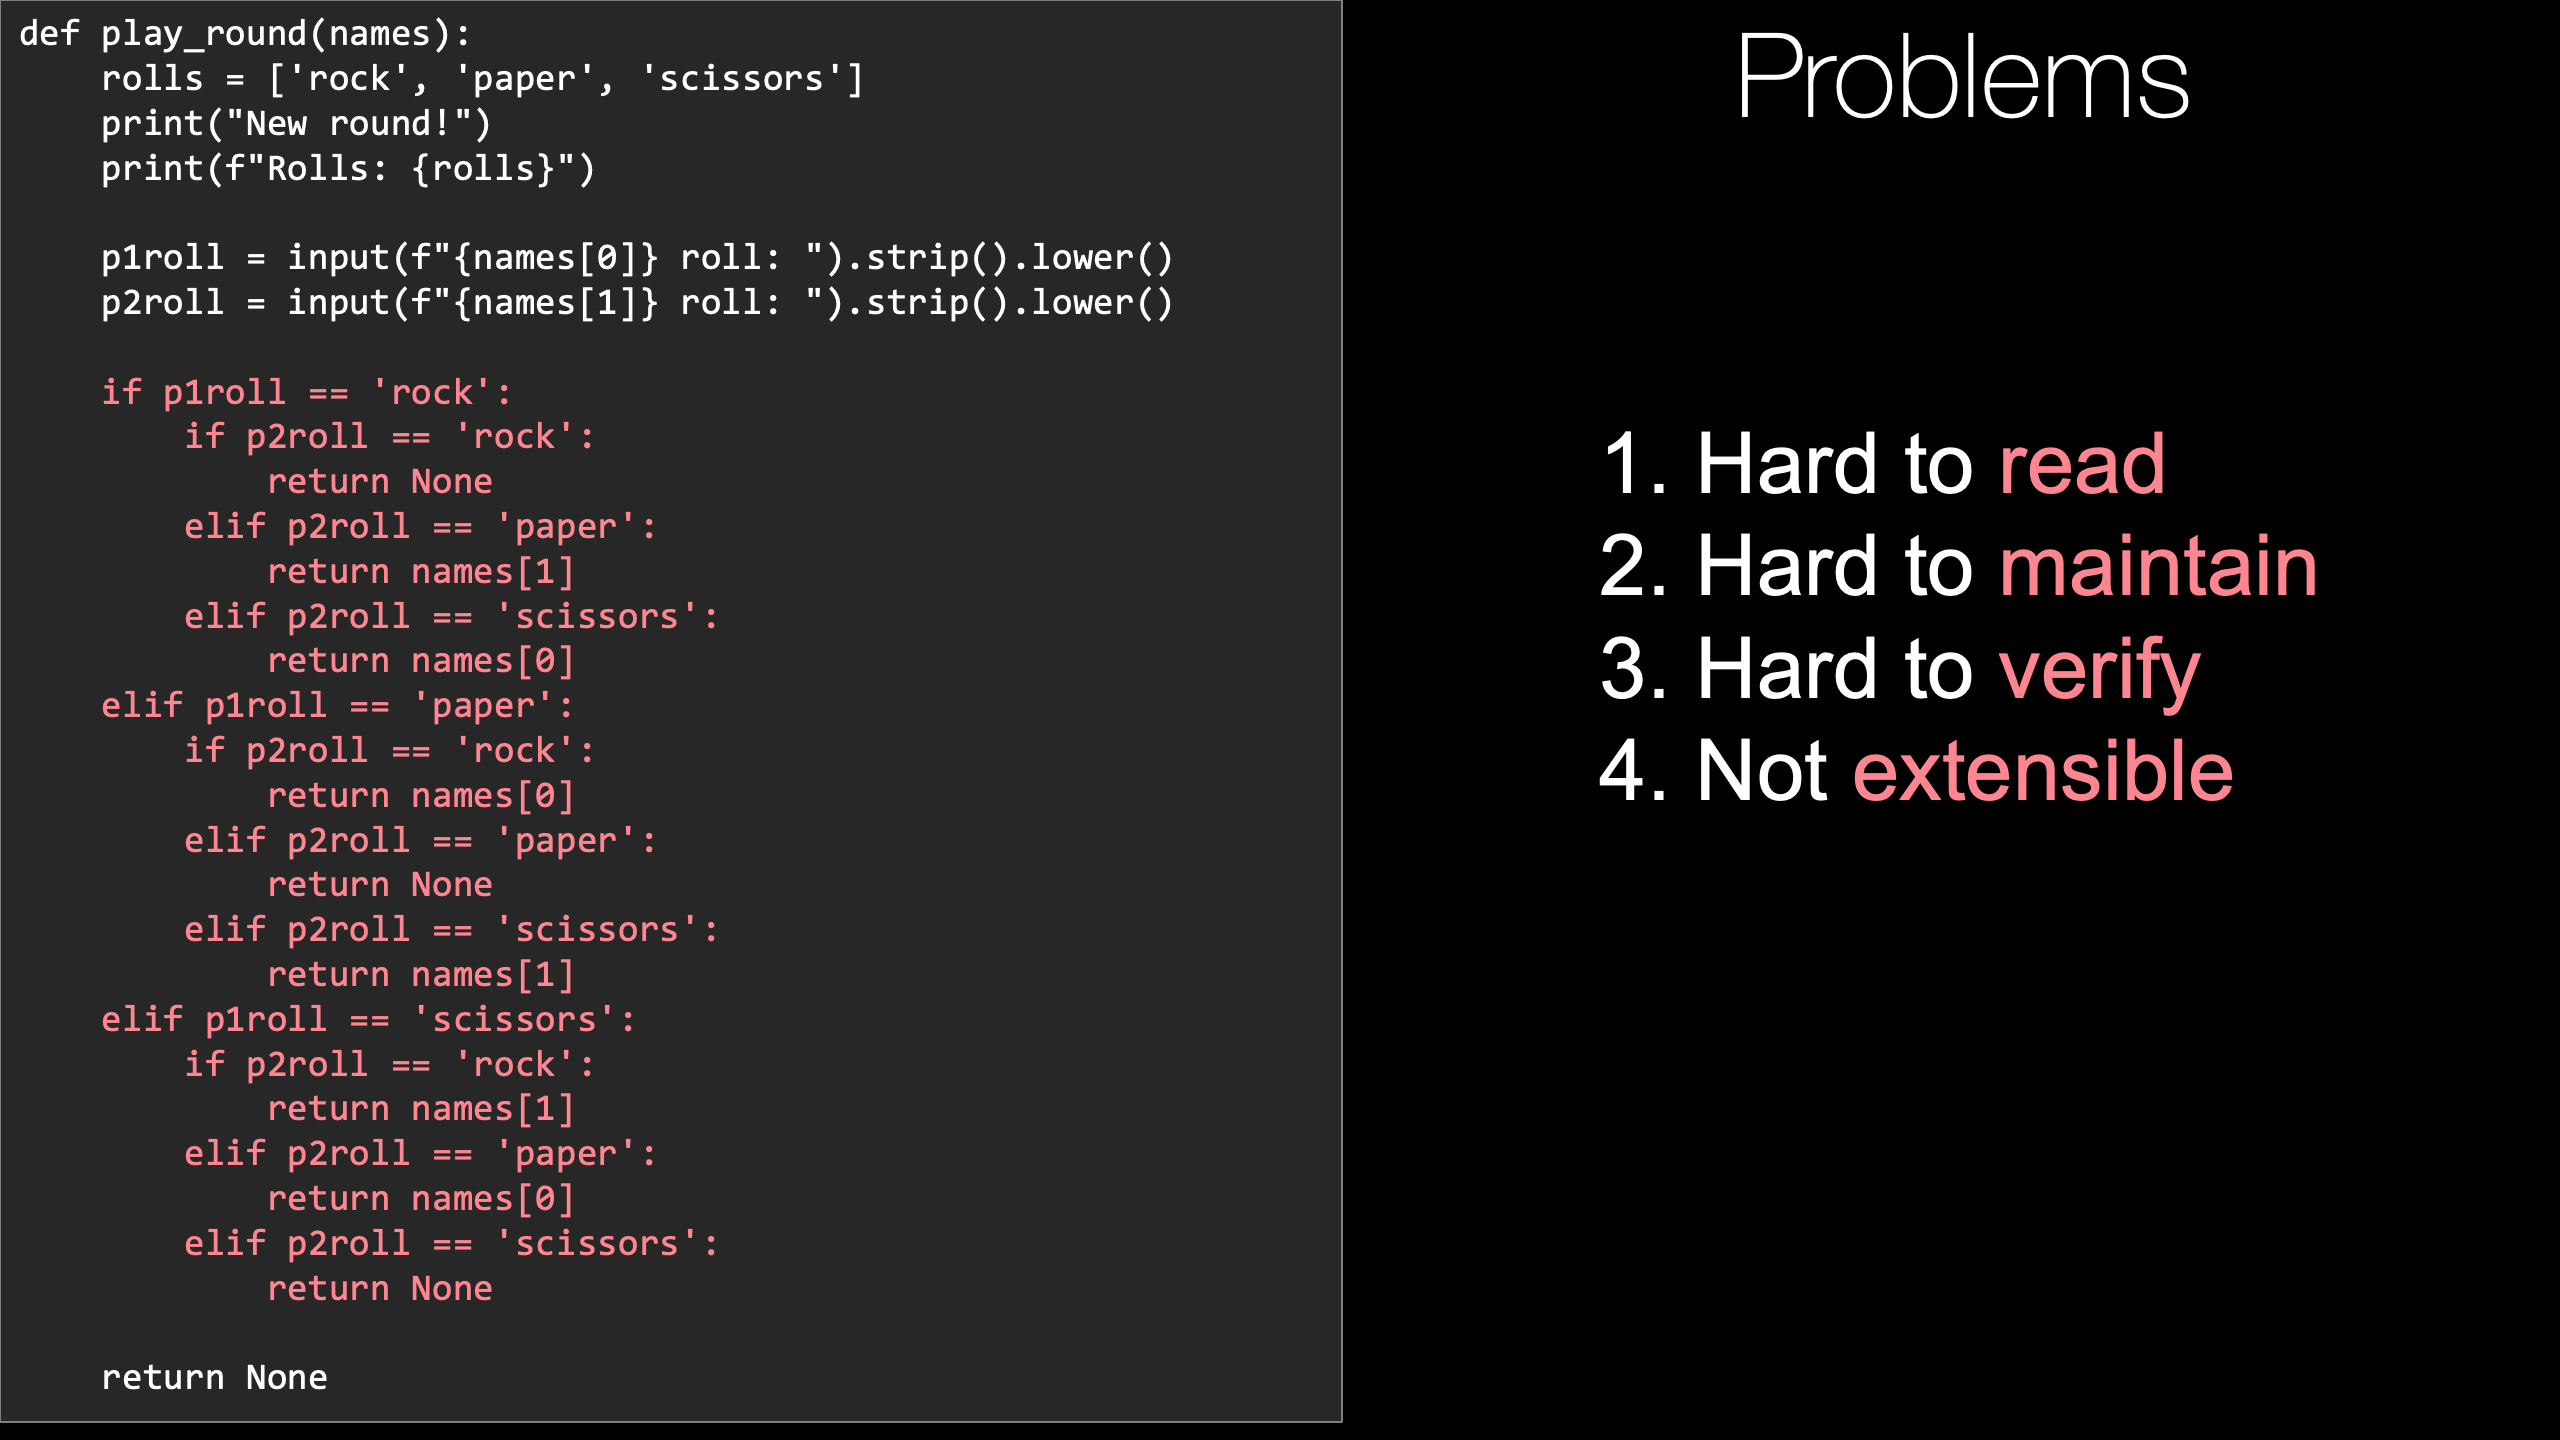 def play_round(names):
    rolls = ['rock', 'paper', 'scissors']
    print("New round!")
    print(f"Rolls: {rolls}")

    p1roll = input(f"{names[0]} roll: ").strip().lower()
    p2roll = input(f"{names[1]} roll: ").strip().lower()

    if p1roll == 'rock':
        if p2roll == 'rock':
            return None
        elif p2roll == 'paper':
            return names[1]
        elif p2roll == 'scissors':
            return names[0]
    elif p1roll == 'paper':
        if p2roll == 'rock':
            return names[0]
        elif p2roll == 'paper':
            return None
        elif p2roll == 'scissors':
            return names[1]
    elif p1roll == 'scissors':
        if p2roll == 'rock':
            return names[1]
        elif p2roll == 'paper':
            return names[0]
        elif p2roll == 'scissors':
            return None

    return None
Problems
1. Hard to read
2. Hard to maintain
3. Hard to verify
4. Not extensible